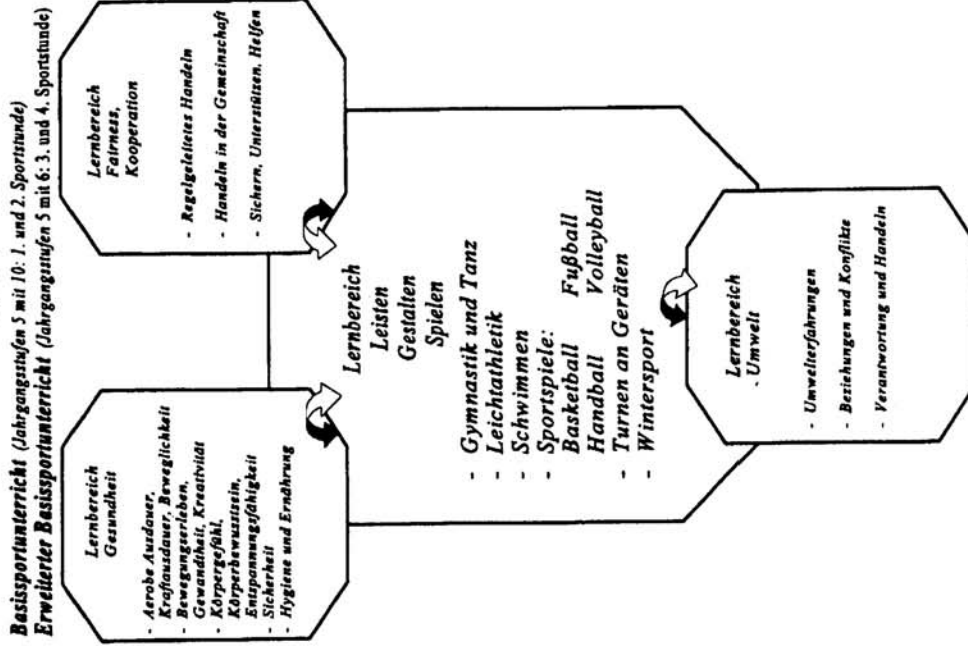 Basissportunterricht (Jahrgangsstufen 5 mit 10: 1. und 2. Sportstunde)
Erweiterter Basissportunterricht (Jahrgangsstufen 5 mit 6: 3. und 4. Sportstunde)
Lernbereich
Gesundheit
- Aerobe Ausdauer,
Kraftausdauer, Beweglichkeit
- Bewegungserleben,
Gewandtheit, Kreativität
- Körpergefühl,
Körperbewusstsein,
Entspannungsfähigkeit
- Sicherheit
- Hygiene und Ernährung
Lernbereich
Fairness,
Kooperation
- Regelgeleitetes Handeln
- Handeln in der Gemeinschaft
- Sichern, Unterstützen, Helfen
Lernbereich
Leisten
Gestalten
Spielen
- Gymnastik und Tanz
- Leichtathletik
- Schwimmen
- Sportspiele:
Basketball Fußball
Handball Volleyball
- Turnen an Geräten
- Wintersport
Lernbereich
- Umwelt
- Umwelterfahrungen
- Beziehungen und Konflikte
- Verantwortung und Handeln